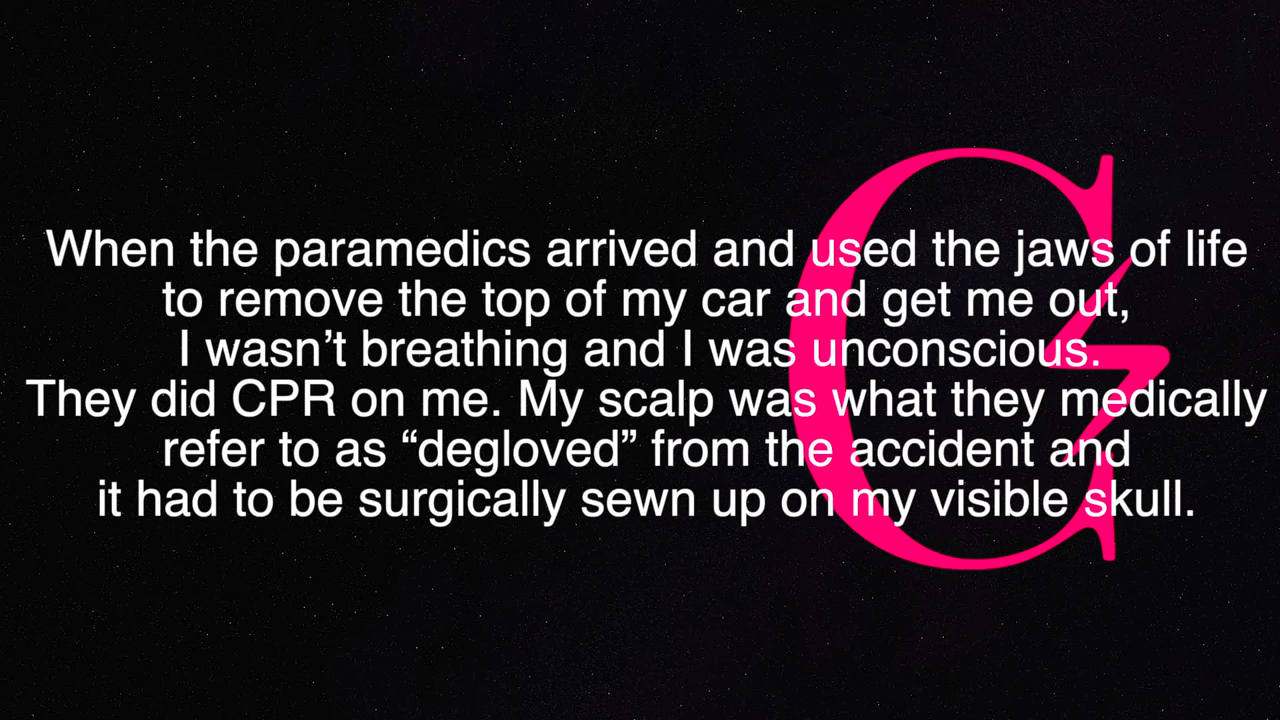 When the paramedics arrived and used the jaws of life
to remove the top of my car and get me out,
I wasn’t breathing and I was unconscious.
They did CPR on me. My scalp was what they medically
refer to as “degloved” from the accident and
it had to be surgically sewn up on my visible skull.